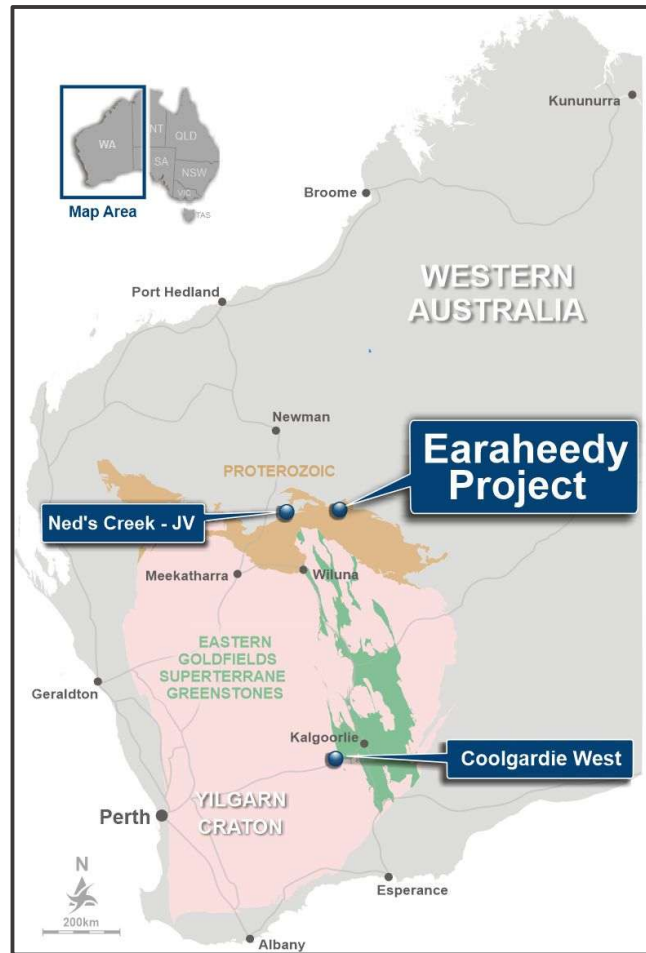 Kununurra
WA
NT
QLD
SA
NSW
VIC
TAS
Map Area
Broome
WESTERN
AUSTRALIA
Port Hedland
Newman
PROTEROZOIC
Earaheedy
Project
Ned's Creek - JV
Meekatharra
Wiluna
EASTERN
GOLDFIELDS
SUPERTERRANE
GREENSTONES
Geraldton
Kalgoorlie
Coolgardie West
Perth
YILGARN
CRATON
N
200km
Esperance
Albany